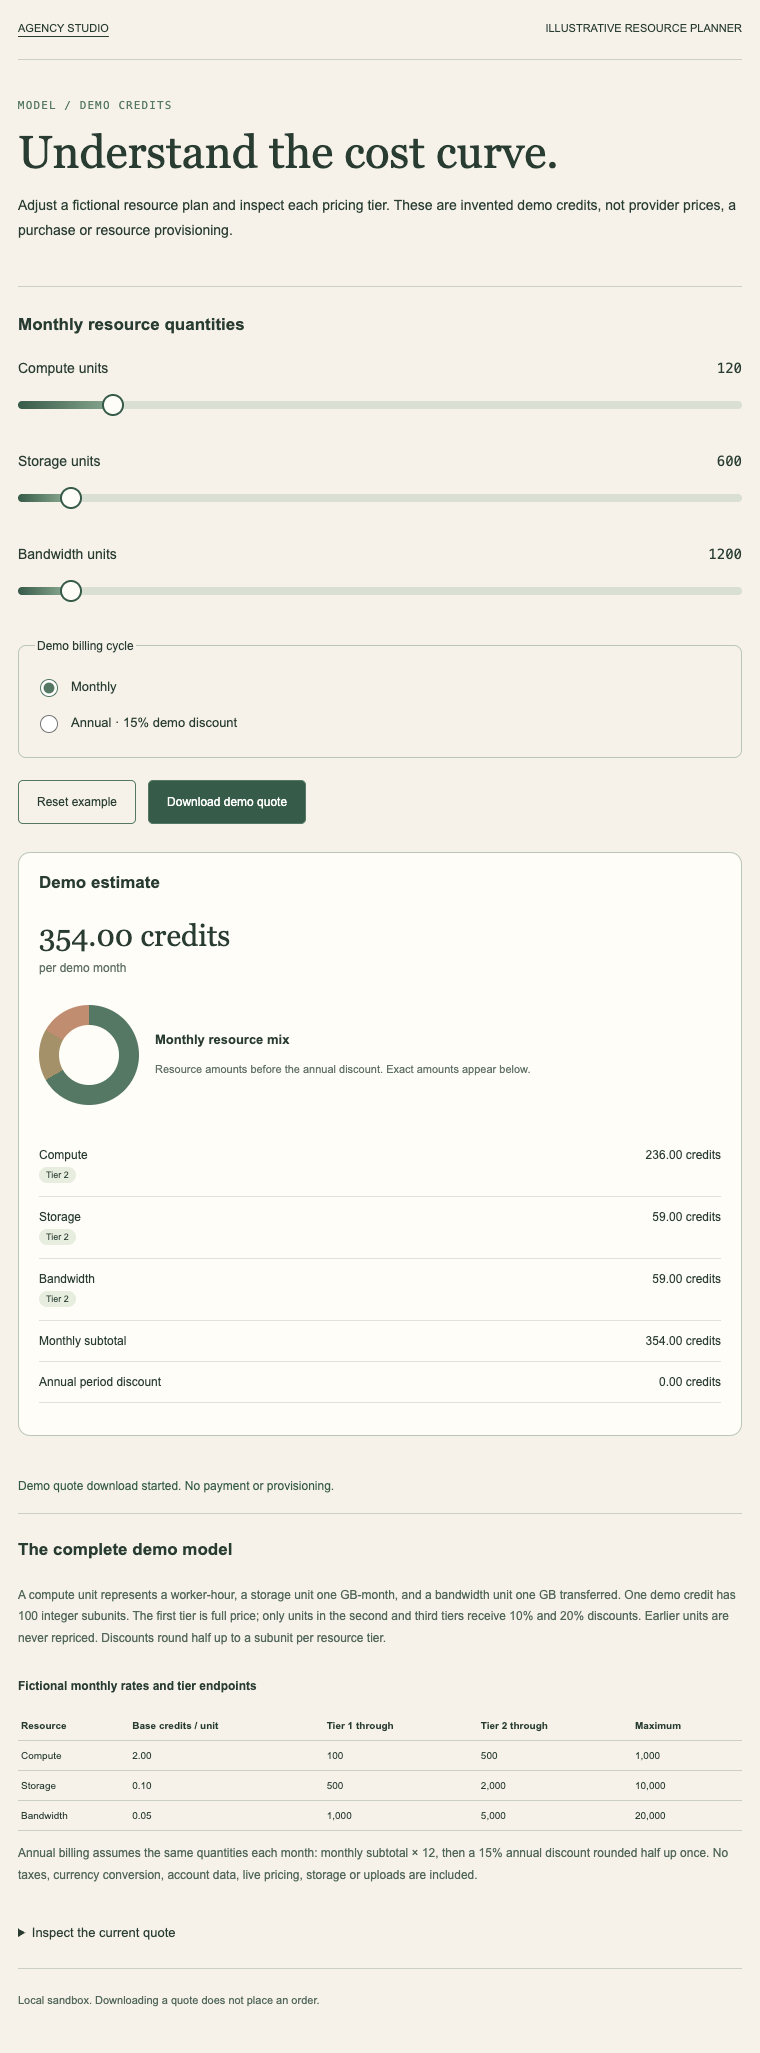 AGENCY STUDIO
ILLUSTRATIVE RESOURCE PLANNER
MODEL / DEMO CREDITS
Understand the cost curve.
Adjust a fictional resource plan and inspect each pricing tier. These are invented demo credits, not provider prices, a
purchase or resource provisioning.
Monthly resource quantities
Compute units 120
Storage units 600
Bandwidth units 1200
Demo billing cycle
Monthly
Annual · 15% demo discount
Reset example
Download demo quote
Demo estimate
354.00 credits
per demo month
Monthly resource mix
Resource amounts before the annual discount. Exact amounts appear below.
Compute 236.00 credits
Tier 2
Storage 59.00 credits
Tier 2
Bandwidth 59.00 credits
Tier 2
Monthly subtotal 354.00 credits
Annual period discount 0.00 credits
Demo quote download started. No payment or provisioning.
The complete demo model
A compute unit represents a worker-hour, a storage unit one GB-month, and a bandwidth unit one GB transferred. One demo credit has
100 integer subunits. The first tier is full price; only units in the second and third tiers receive 10% and 20% discounts. Earlier units are
never repriced. Discounts round half up to a subunit per resource tier.
Fictional monthly rates and tier endpoints
Resource Base credits / unit Tier 1 through Tier 2 through Maximum
Compute 2.00 100 500 1,000
Storage 0.10 500 2,000 10,000
Bandwidth 0.05 1,000 5,000 20,000
Annual billing assumes the same quantities each month: monthly subtotal × 12, then a 15% annual discount rounded half up once. No
taxes, currency conversion, account data, live pricing, storage or uploads are included.
Inspect the current quote
Local sandbox. Downloading a quote does not place an order.